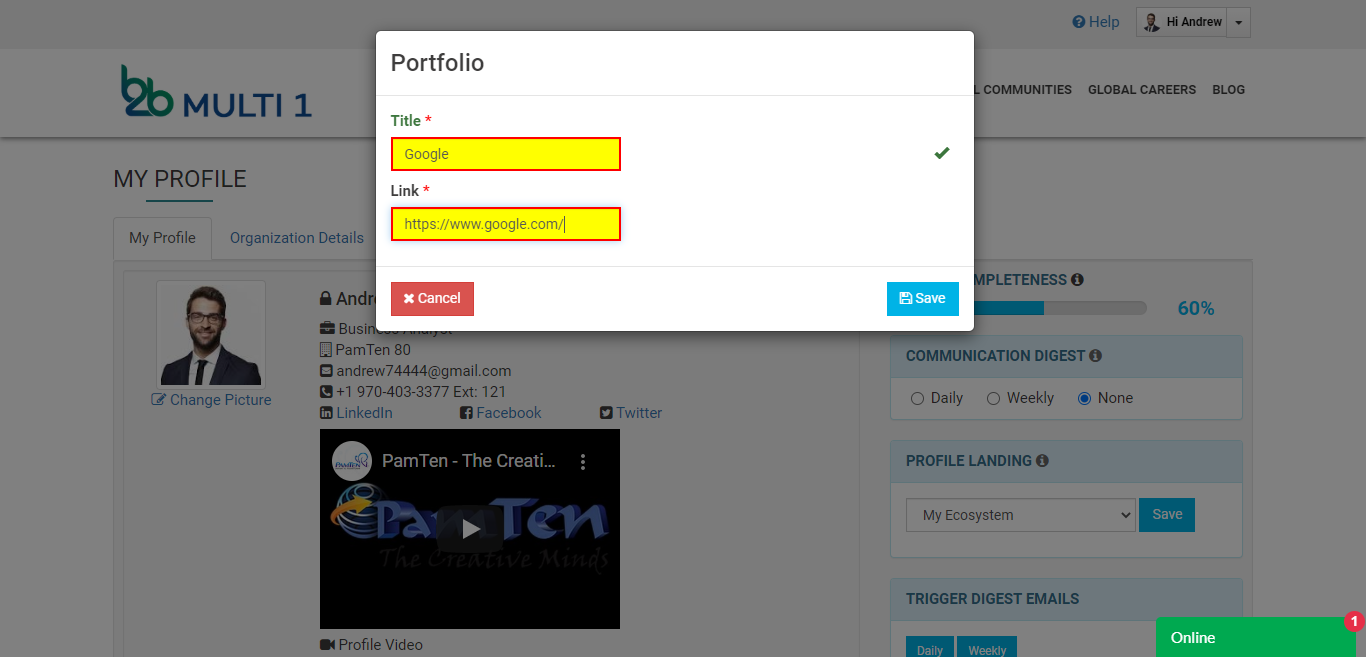 Help
Hi Andrew
Portfolio
b2b MULTI 1
L COMMUNITIES GLOBAL CAREERS BLOG
Title *
Google
Link *
https://www.google.com/
Cancel Save
MY PROFILE
My Profile Organization Details
MPLETENESS
60%
Andr
Business Analyst
PamTen 80
andrew74444@gmail.com
+1 970-403-3377 Ext: 121
LinkedIn Facebook Twitter
Change Picture
PamTen - The Creati...
PamTen
The Creative Minds
Profile Video
COMMUNICATION DIGEST
Daily Weekly None
PROFILE LANDING
My Ecosystem Save
TRIGGER DIGEST EMAILS
Daily Weekly
Online 1